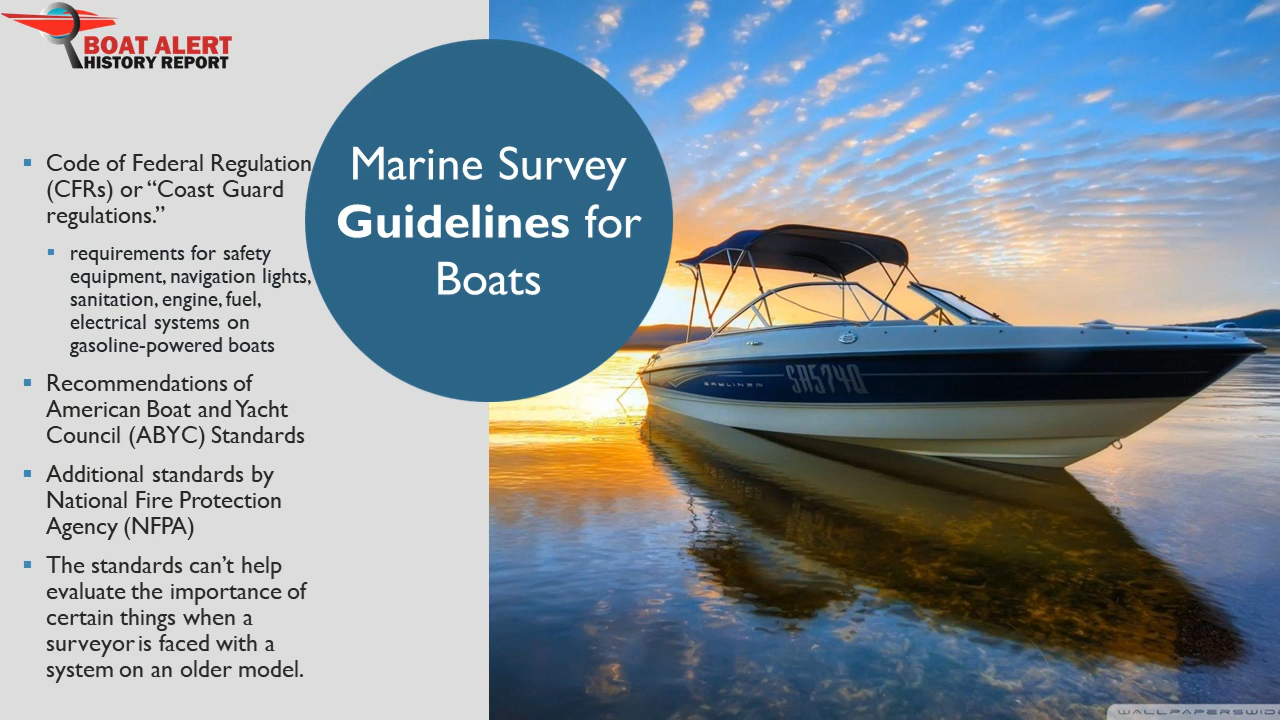 BOAT ALERT
HISTORY REPORT
Marine Survey
Guidelines for
Boats
▪ Code of Federal Regulation
(CFRs) or “Coast Guard
regulations.”
▪ requirements for safety
equipment, navigation lights,
sanitation, engine, fuel,
electrical systems on
gasoline-powered boats
▪ Recommendations of
American Boat and Yacht
Council (ABYC) Standards
▪ Additional standards by
National Fire Protection
Agency (NFPA)
▪ The standards can’t help
evaluate the importance of
certain things when a
surveyor is faced with a
system on an older model.
BAYLINER
WALLPAPERSWID